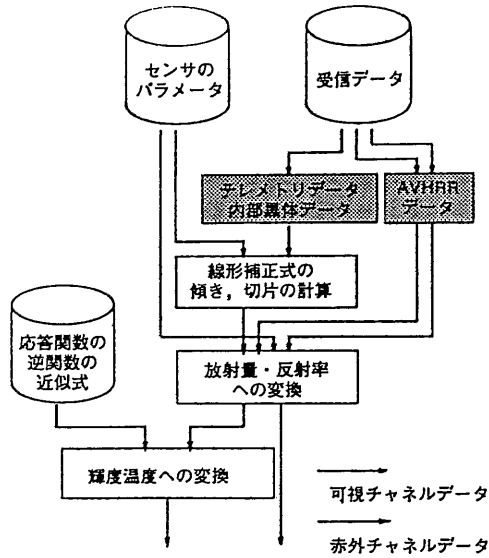 センサの
パラメータ
受信データ
テレメトリデータ
内部黒体データ
AVHRR
データ
線形補正式の
傾き，切片の計算
応答関数の
逆関数の
近似式
放射量・反射率
への変換
輝度温度への変換
可視チャネルデータ
赤外チャネルデータ